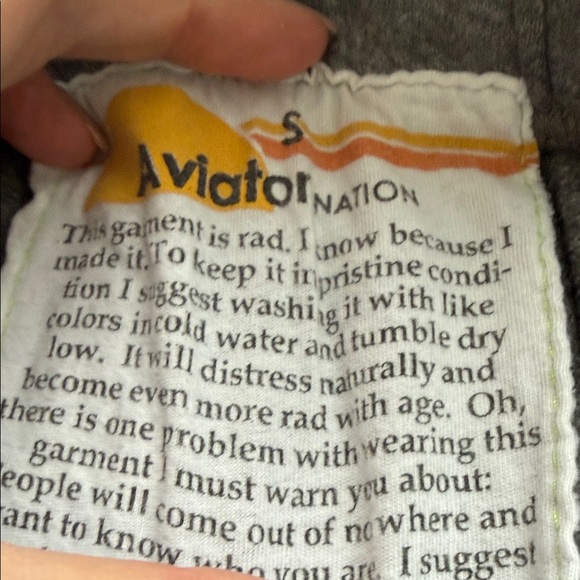 S
Aviator NATION
This garment is rad. I know because I
made it. To keep it in pristine condi-
tion I suggest washing it with like
colors in cold water and tumble dry
low. It will distress naturally and
become even more rad with age. Oh,
there is one problem with wearing this
garment I must warn you about:
eople will come out of nowhere and
ant to know who you are. I suggest